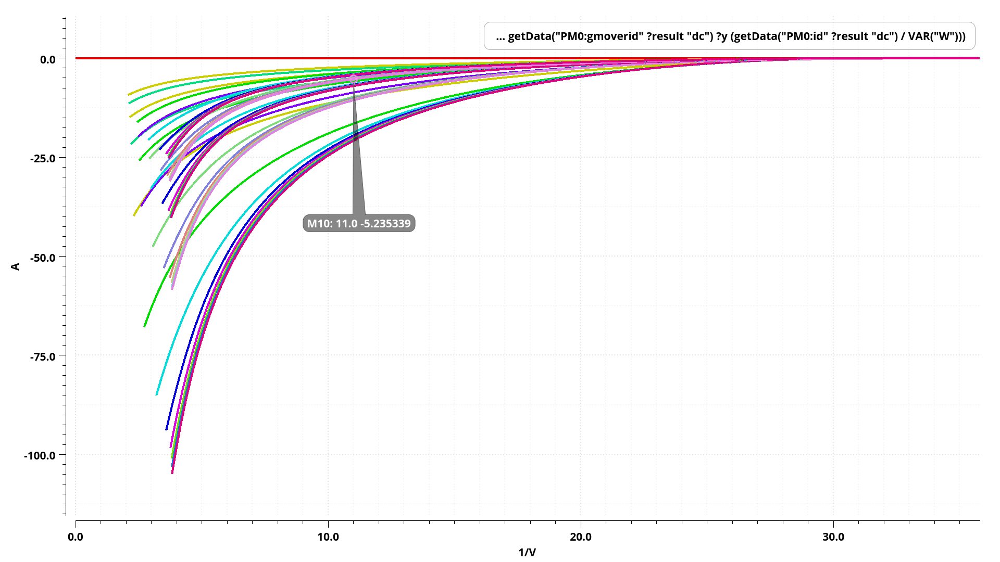 ... getData("PM0:gmoverid" ?result "dc") ?y (getData("PM0:id" ?result "dc") / VAR("W")))
0.0
-25.0
-50.0
-75.0
-100.0
A
M10: 11.0 -5.235339
0.0 10.0 20.0 30.0
1/V